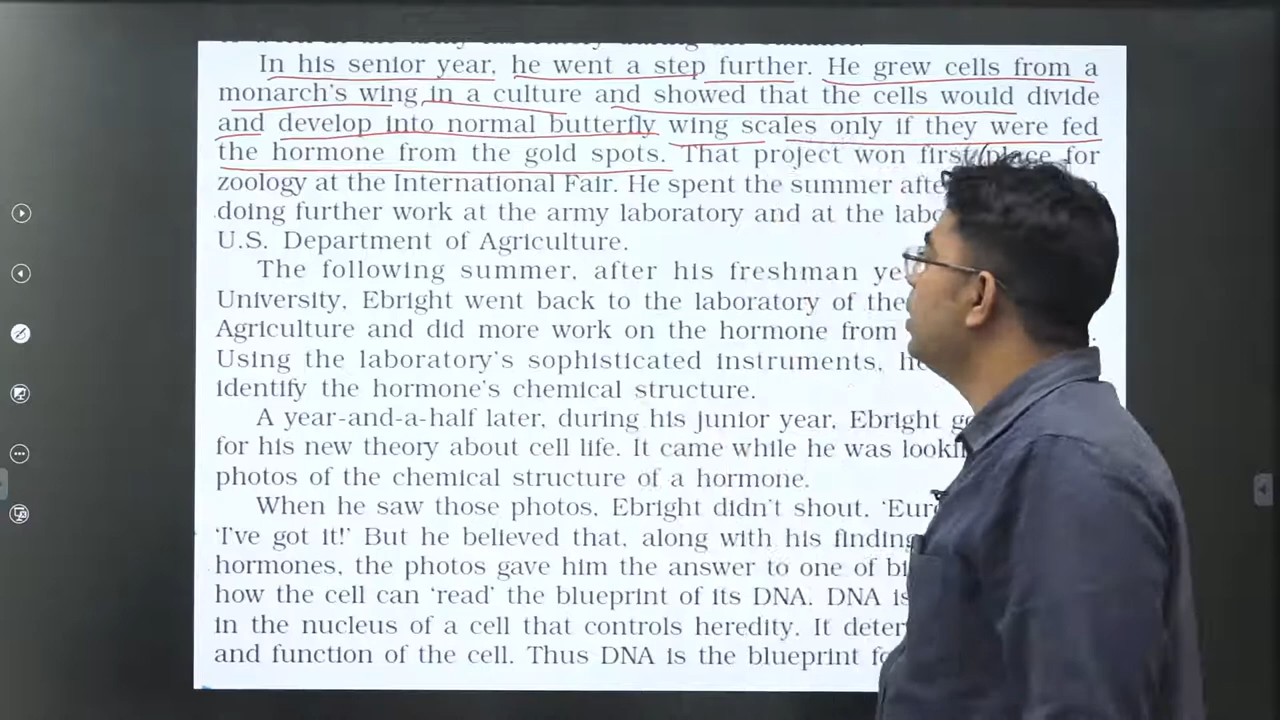 In his senior year, he went a step further. He grew cells from a
monarch's wing in a culture and showed that the cells would divide
and develop into normal butterfly wing scales only if they were fed
the hormone from the gold spots. That project won first place for
zoology at the International Fair. He spent the summer
doing further work at the army laboratory and at the
U.S. Department of Agriculture.
The following summer, after his freshman
University, Ebright went back to the laboratory of the
Agriculture and did more work on the hormone from
Using the laboratory's sophisticated instruments,
identify the hormone's chemical structure.
A year-and-a-half later, during his junior year, Ebright
for his new theory about cell life. It came while he was
photos of the chemical structure of a hormone.
When he saw those photos, Ebright didn't shout,
'I've got it!' But he believed that, along with his
hormones, the photos gave him the answer to one of
how the cell can 'read' the blueprint of its DNA. DNA is
in the nucleus of a cell that controls heredity. It
and function of the cell. Thus DNA is the blueprint